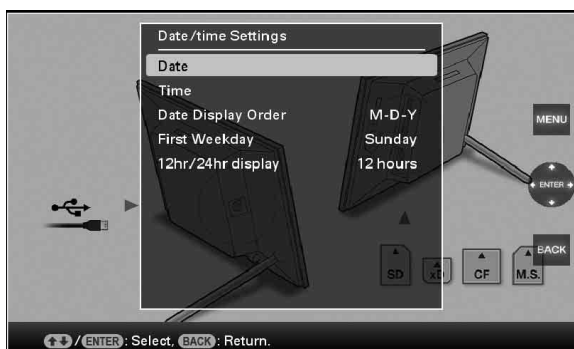 Date/time Settings
Date
Time
Date Display Order M-D-Y
First Weekday Sunday
12hr/24hr display 12 hours
MENU
ENTER
BACK
SD
xD
CF
M.S.
/ENTER: Select, BACK: Return.